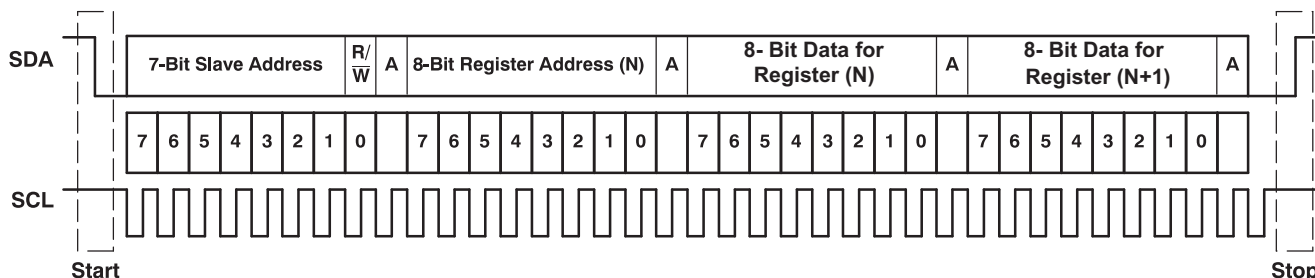 SDA
7-Bit Slave Address
R/
W
A
8-Bit Register Address (N)
A
8- Bit Data for
Register (N)
A
8- Bit Data for
Register (N+1)
A
7 6 5 4 3 2 1 0 7 6 5 4 3 2 1 0 7 6 5 4 3 2 1 0 7 6 5 4 3 2 1 0
SCL
Start
Stop